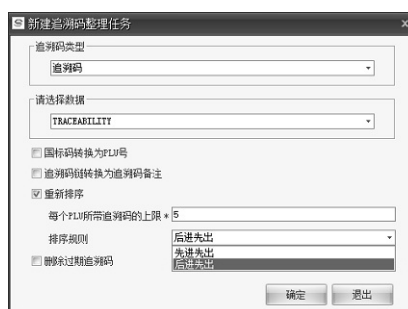 新建追溯码整理任务
追溯码类型
追溯码
请选择数据
TRACEABILITY
国标码转换为PLU号
追溯码链转换为追溯码备注
重新排序
每个PLU所带追溯码的上限 * 5
排序规则 后进先出
先进先出
后进先出
删除过期追溯码
确定 退出